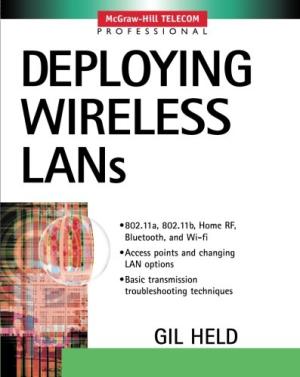 McGraw-Hill TELECOM
PROFESSIONAL
DEPLOYING
WIRELESS
LANs
•802.11a, 802.11b, Home RF,
Bluetooth, and Wi-fi
•Access points and changing
LAN options
•Basic transmission
troubleshooting techniques
GIL HELD